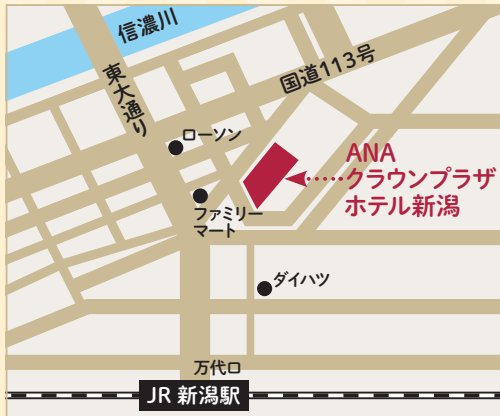 信濃川
東大通り
国道113号
ローソン
ANA
クラウンプラザ
ホテル新潟
ファミリー
マート
ダイハツ
万代口
JR 新潟駅